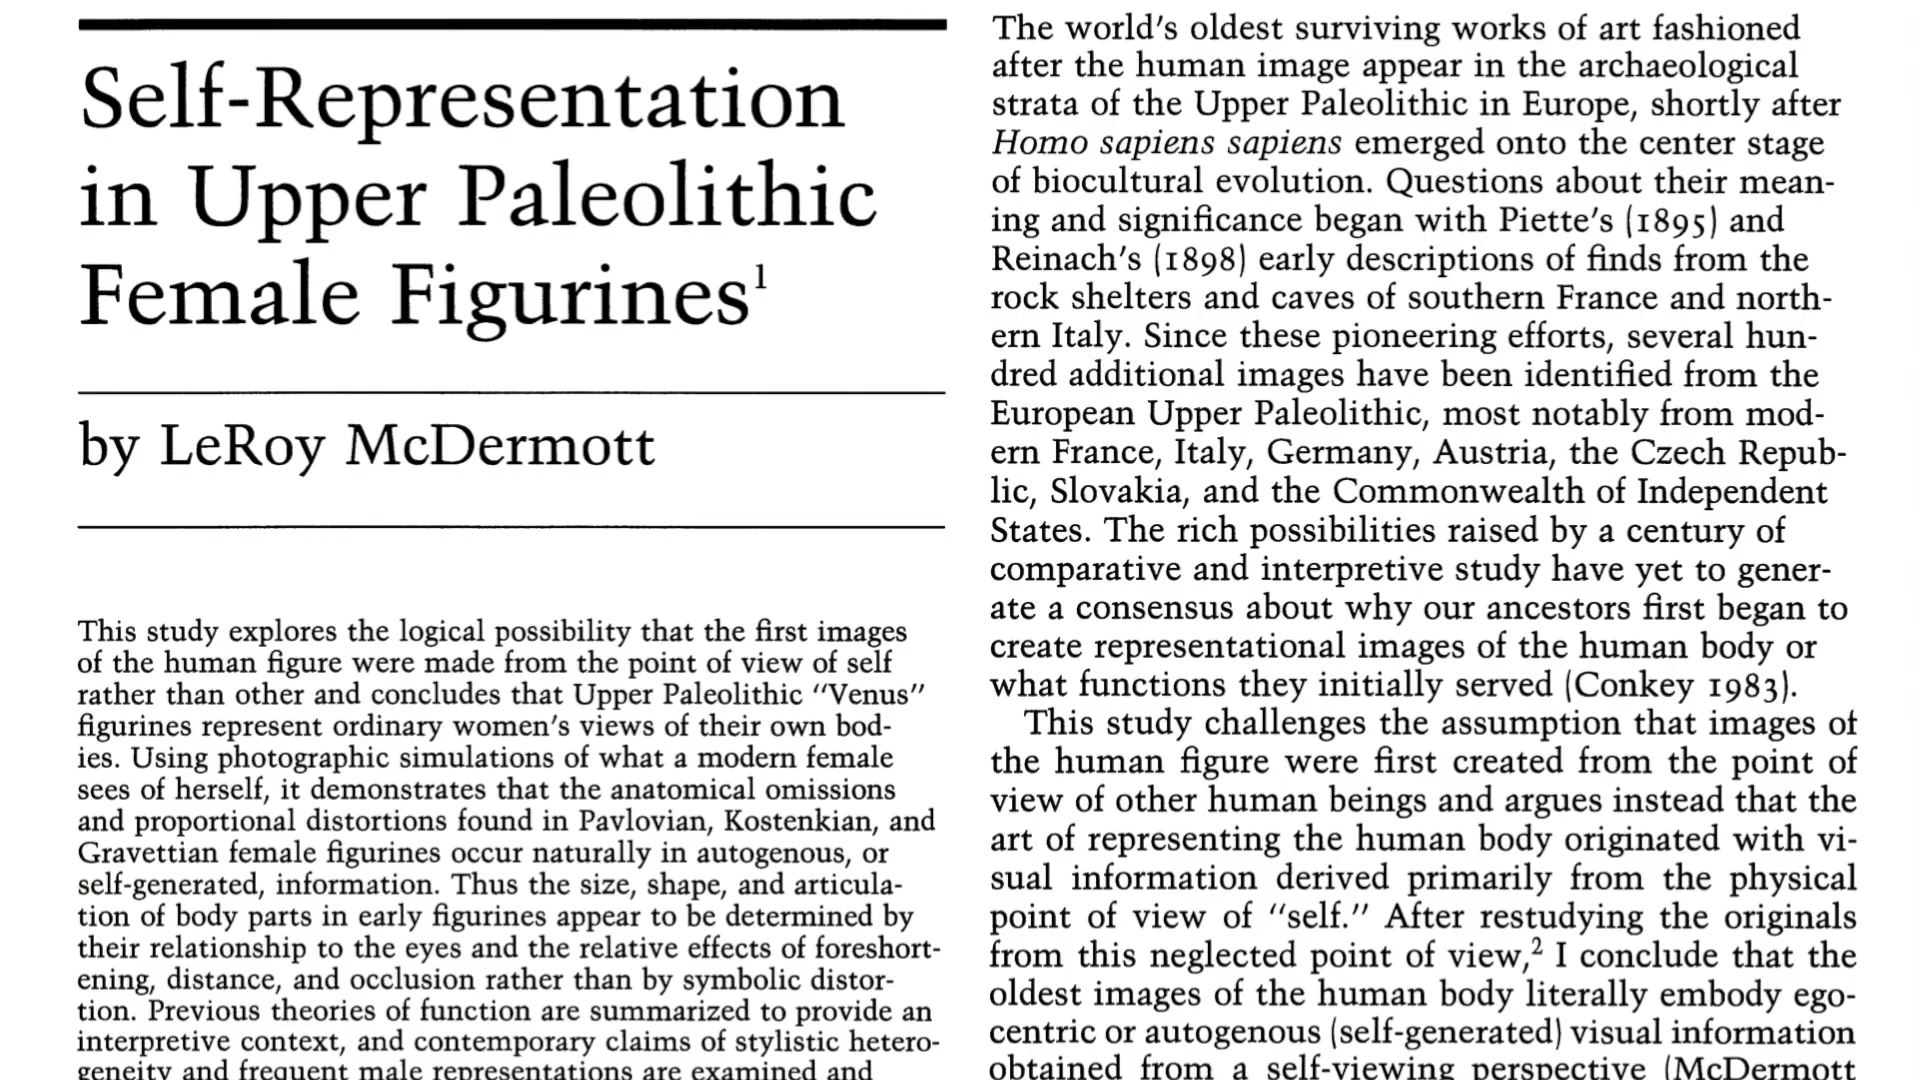 Self-Representation
in Upper Paleolithic
Female Figurines¹
by LeRoy McDermott
This study explores the logical possibility that the first images
of the human figure were made from the point of view of self
rather than other and concludes that Upper Paleolithic “Venus”
figurines represent ordinary women’s views of their own bod-
ies. Using photographic simulations of what a modern female
sees of herself, it demonstrates that the anatomical omissions
and proportional distortions found in Pavlovian, Kostenkian, and
Gravettian female figurines occur naturally in autogenous, or
self-generated, information. Thus the size, shape, and articula-
tion of body parts in early figurines appear to be determined by
their relationship to the eyes and the relative effects of foreshort-
ening, distance, and occlusion rather than by symbolic distor-
tion. Previous theories of function are summarized to provide an
interpretive context, and contemporary claims of stylistic hetero-
geneity and frequent male representations are examined and
The world’s oldest surviving works of art fashioned
after the human image appear in the archaeological
strata of the Upper Paleolithic in Europe, shortly after
Homo sapiens sapiens emerged onto the center stage
of biocultural evolution. Questions about their mean-
ing and significance began with Piette’s (1895) and
Reinach’s (1898) early descriptions of finds from the
rock shelters and caves of southern France and north-
ern Italy. Since these pioneering efforts, several hun-
dred additional images have been identified from the
European Upper Paleolithic, most notably from mod-
ern France, Italy, Germany, Austria, the Czech Repub-
lic, Slovakia, and the Commonwealth of Independent
States. The rich possibilities raised by a century of
comparative and interpretive study have yet to gener-
ate a consensus about why our ancestors first began to
create representational images of the human body or
what functions they initially served (Conkey 1983).
This study challenges the assumption that images of
the human figure were first created from the point of
view of other human beings and argues instead that the
art of representing the human body originated with vi-
sual information derived primarily from the physical
point of view of “self.” After restudying the originals
from this neglected point of view,² I conclude that the
oldest images of the human body literally embody ego-
centric or autogenous (self-generated) visual information
obtained from a self-viewing perspective (McDermott